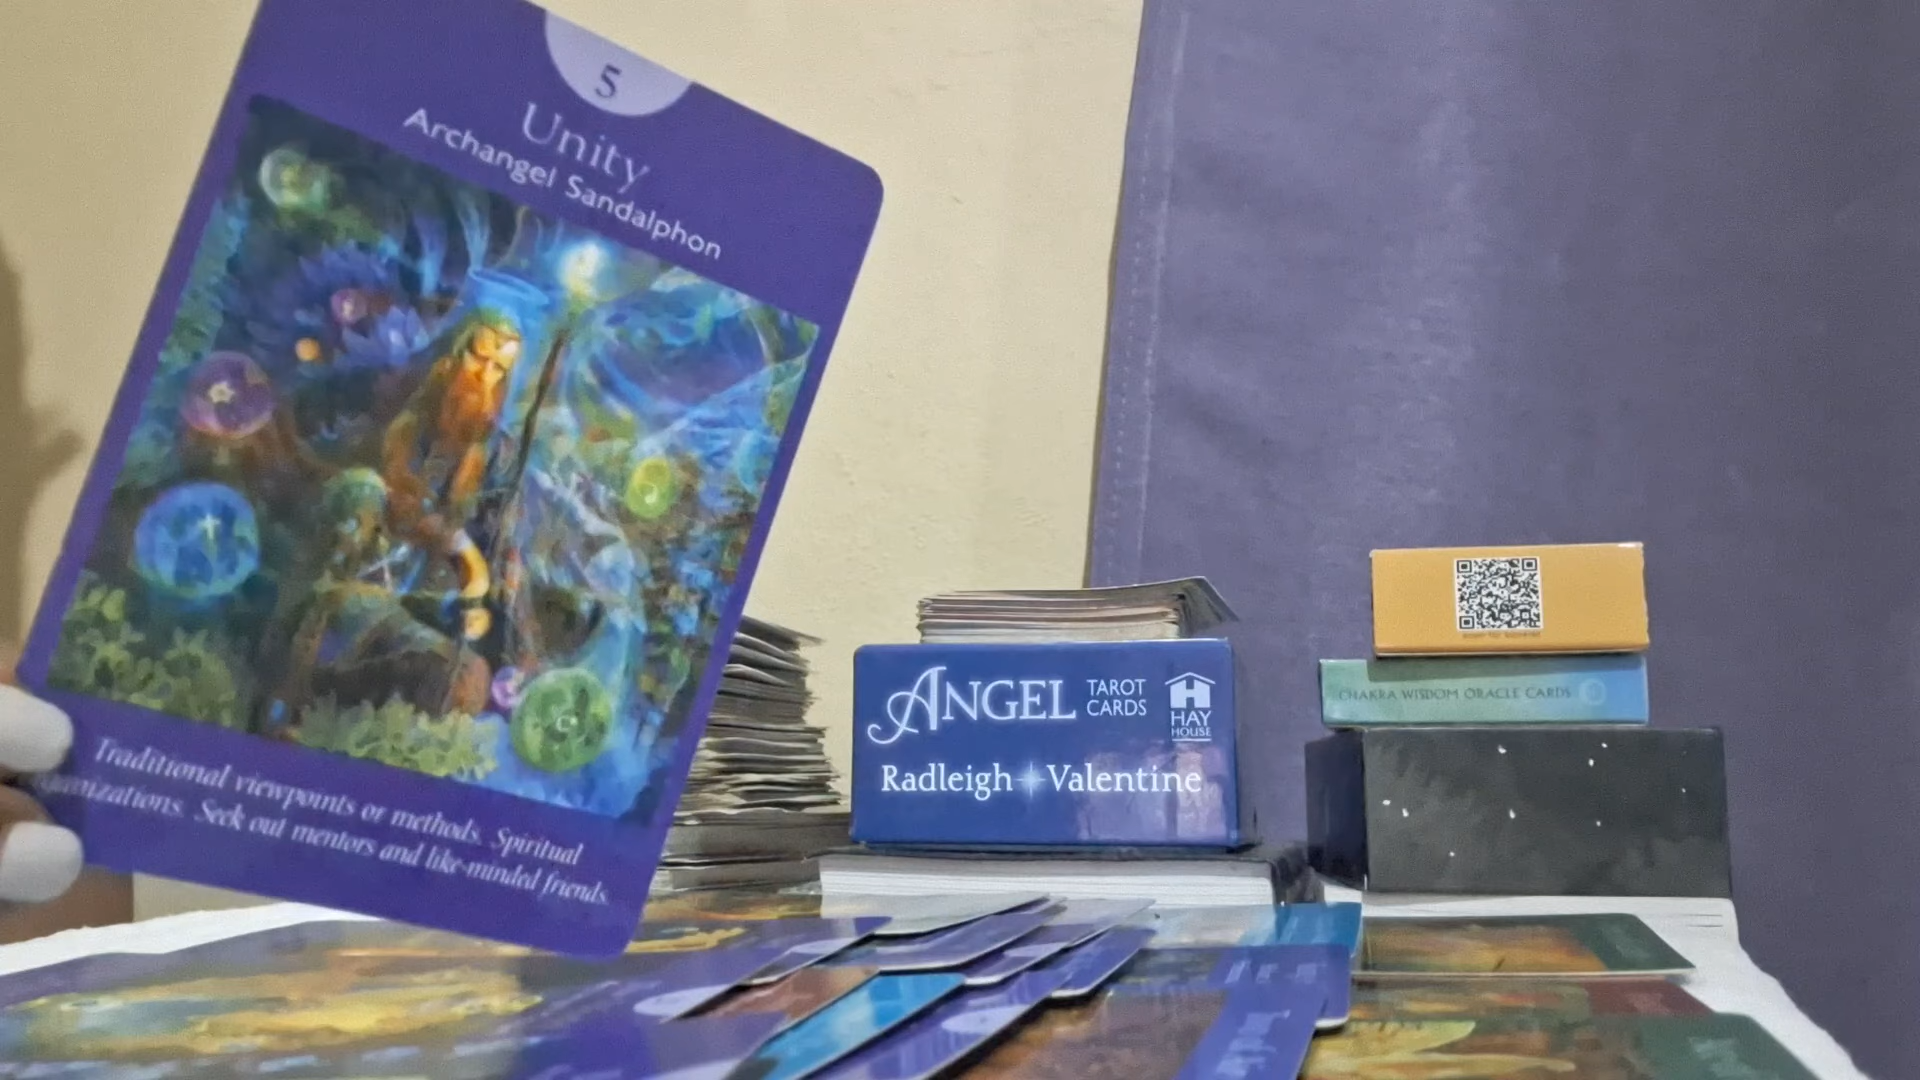 5
Unity
Archangel Sandalphon
Traditional viewpoints or methods. Spiritual
Seek out mentors and like-minded friends.
ANGEL TAROT CARDS
HAY HOUSE
Radleigh Valentine
CHAKRA WISDOM ORACLE CARDS